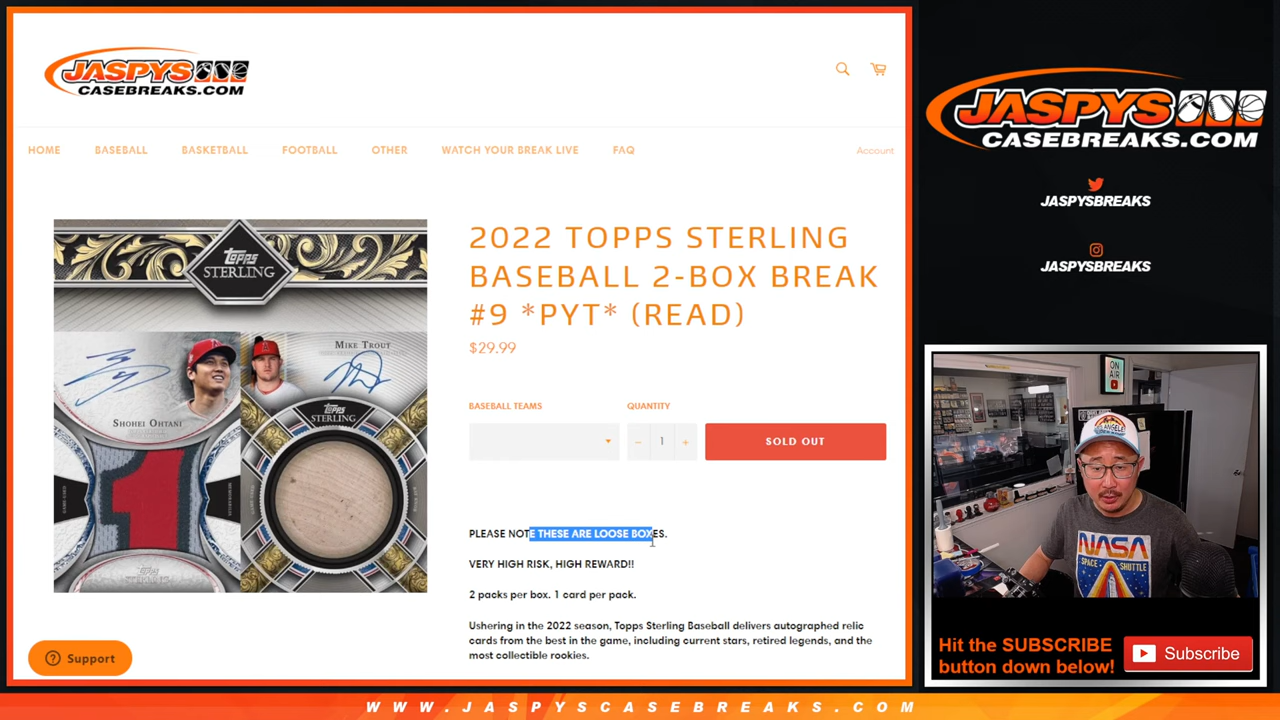 JASPYS
CASEBREAKS.COM
HOME
BASEBALL
BASKETBALL
FOOTBALL
OTHER
WATCH YOUR BREAK LIVE
FAQ
Account
topps
STERLING
MIKE TROUT
SHOHEI OHTANI
topps
STERLING
2022 TOPPS STERLING
BASEBALL 2-BOX BREAK
#9 *PYT* (READ)
$29.99
BASEBALL TEAMS
QUANTITY
− 1 +
SOLD OUT
PLEASE NOTE THESE ARE LOOSE BOXES.
VERY HIGH RISK, HIGH REWARD!!
2 packs per box. 1 card per pack.
Ushering in the 2022 season, Topps Sterling Baseball delivers autographed relic
cards from the best in the game, including current stars, retired legends, and the
most collectible rookies.
Support
JASPYS
CASEBREAKS.COM
JASPYSBREAKS
JASPYSBREAKS
ON
AIR
NASA
SPACE SHUTTLE
Hit the SUBSCRIBE
button down below!
Subscribe
WWW.JASPYSCASEBREAKS.COM